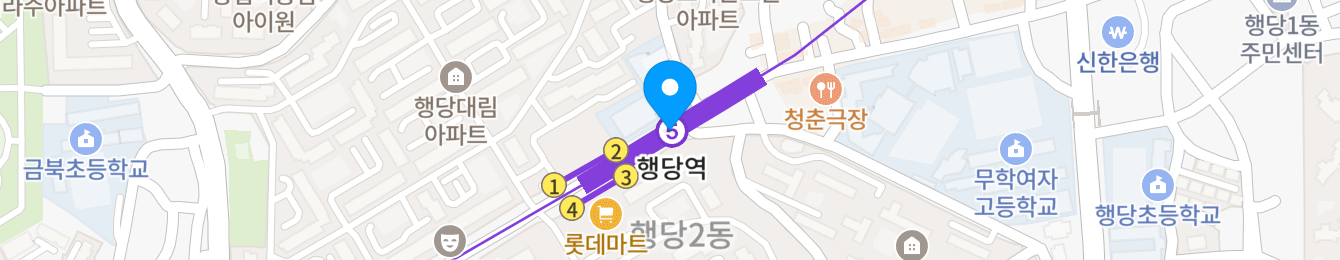 라주아파트
아이원
아파트
행당1동
주민센터
신한은행
행당대림
아파트
청춘극장
금북초등학교
5
행당역
1
2
3
4
롯데마트
행당2동
무학여자
고등학교
행당초등학교